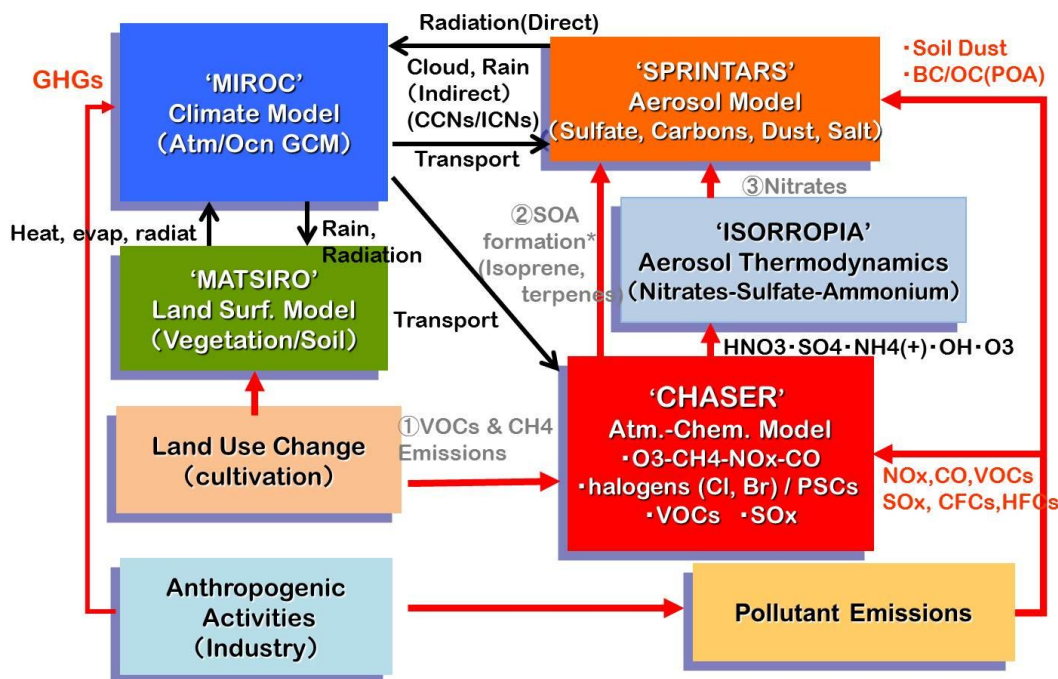 Radiation(Direct)
GHGs
‘MIROC’
Climate Model
(Atm/Ocn GCM)
Cloud, Rain
(Indirect)
(CCNs/ICNs)
Transport
‘SPRINTARS’
Aerosol Model
(Sulfate, Carbons, Dust, Salt)
・Soil Dust
・BC/OC(POA)
Heat, evap, radiat
Rain,
Radiation
②SOA
formation*
(Isoprene,
terpenes)
③Nitrates
‘ISORROPIA’
Aerosol Thermodynamics
(Nitrates-Sulfate-Ammonium)
‘MATSIRO’
Land Surf. Model
(Vegetation/Soil)
Transport
HNO3・SO4・NH4(+)・OH・O3
‘CHASER’
Atm.-Chem. Model
・O3-CH4-NOx-CO
・halogens (Cl, Br) / PSCs
・VOCs ・SOx
Land Use Change
(cultivation)
①VOCs & CH4
Emissions
NOx,CO,VOCs
SOx, CFCs,HFCs
Anthropogenic
Activities
(Industry)
Pollutant Emissions